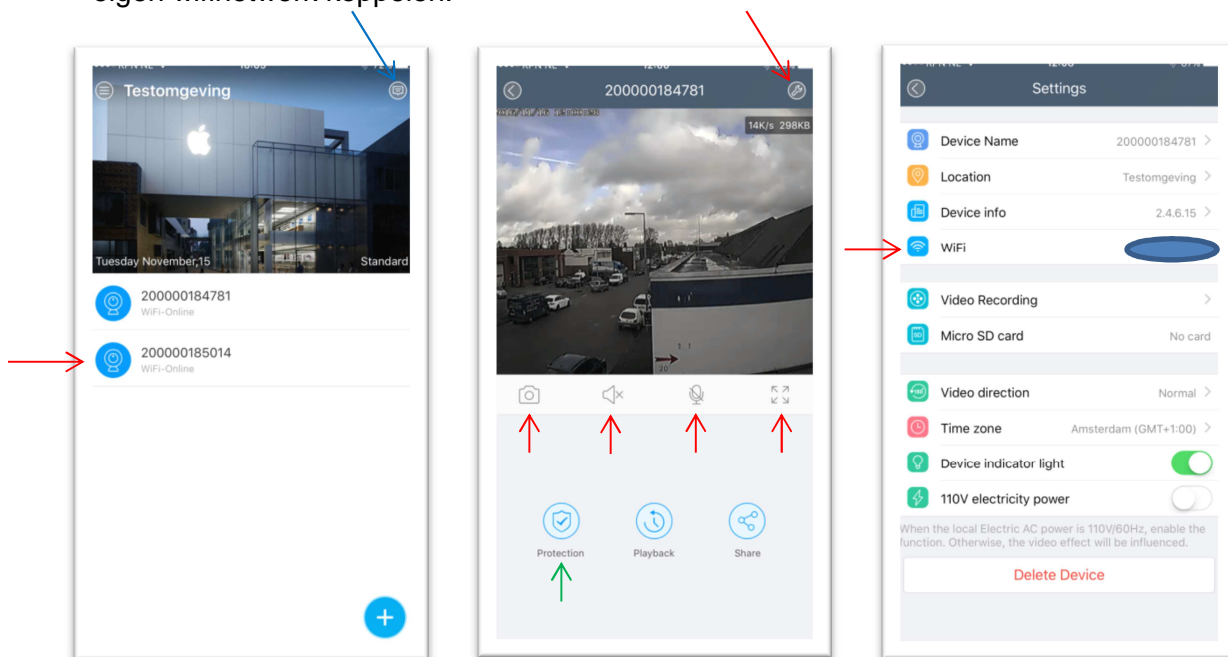 koppelen.
Testomgeving
Tuesday November,15
Standard
200000184781
WiFi-Online
200000185014
WiFi-Online
200000184781
14K/s 298KB
Protection
Playback
Share
Settings
Device Name 200000184781
Location Testomgeving
Device info 2.4.6.15
WiFi
Video Recording
Micro SD card No card
Video direction Normal
Time zone Amsterdam (GMT+1:00)
Device indicator light
110V electricity power
When the local Electric AC power is 110V/60Hz, enable the
function. Otherwise, the video effect will be influenced.
Delete Device